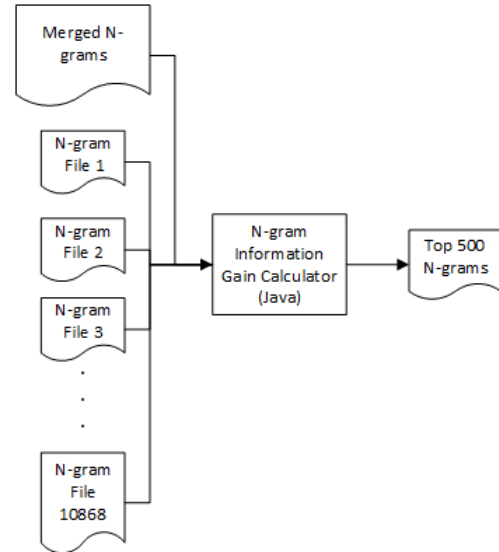 Merged N-
grams
N-gram
File 1
N-gram
File 2
N-gram
File 3
.
.
.
N-gram
File
10868
N-gram
Information
Gain Calculator
(Java)
Top 500
N-grams